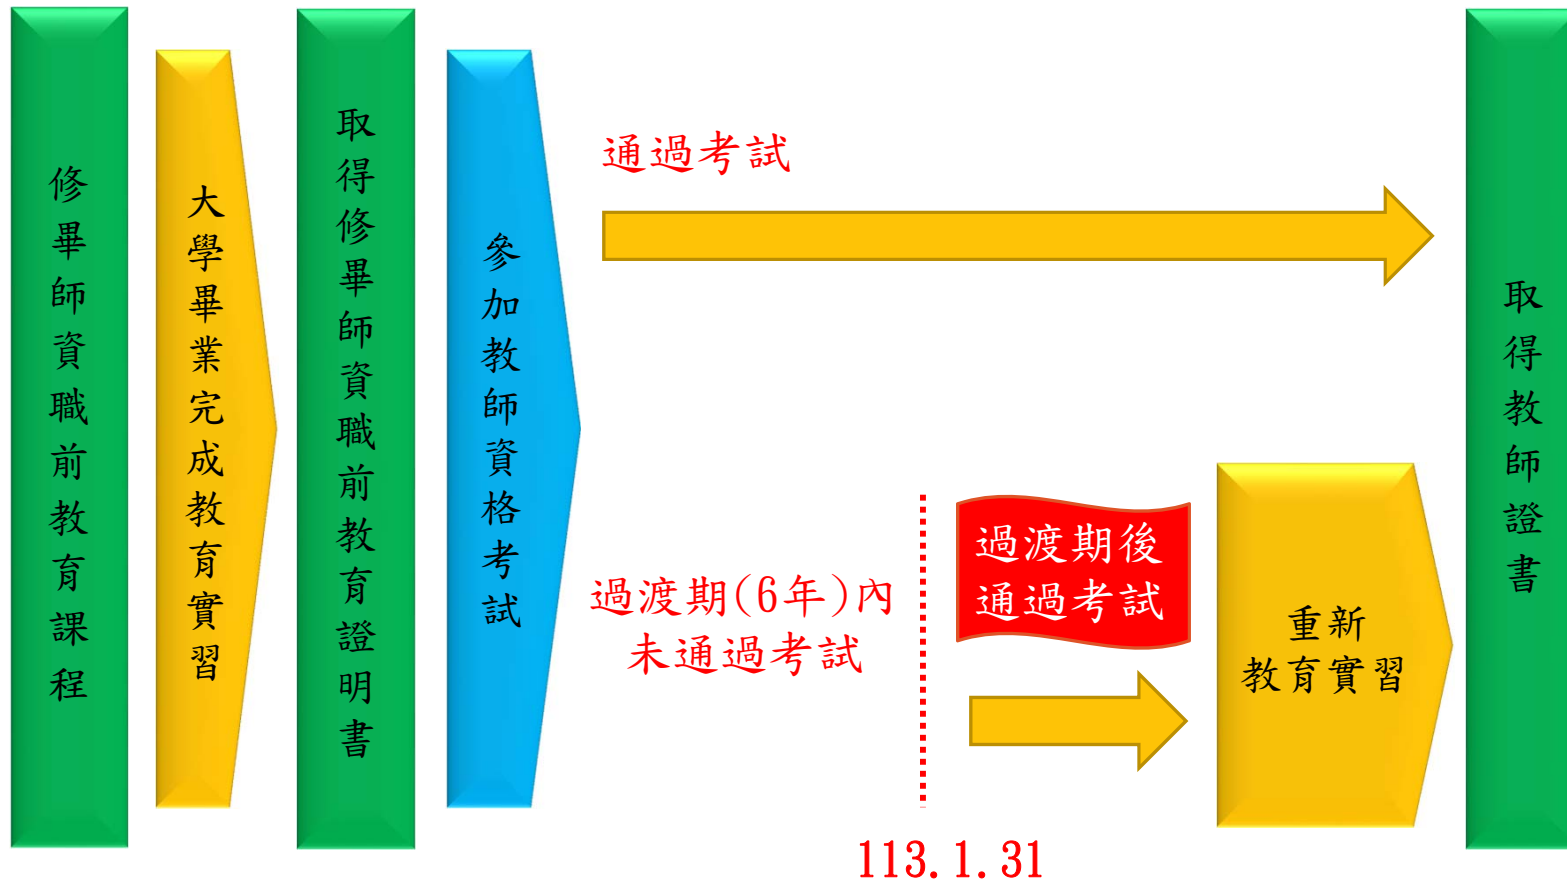 修畢師資職前教育課程
大學畢業完成教育實習
取得修畢師資職前教育證明書
參加教師資格考試
通過考試
過渡期(6年)內
未通過考試
113.1.31
過渡期後
通過考試
重新
教育實習
取得教師證書